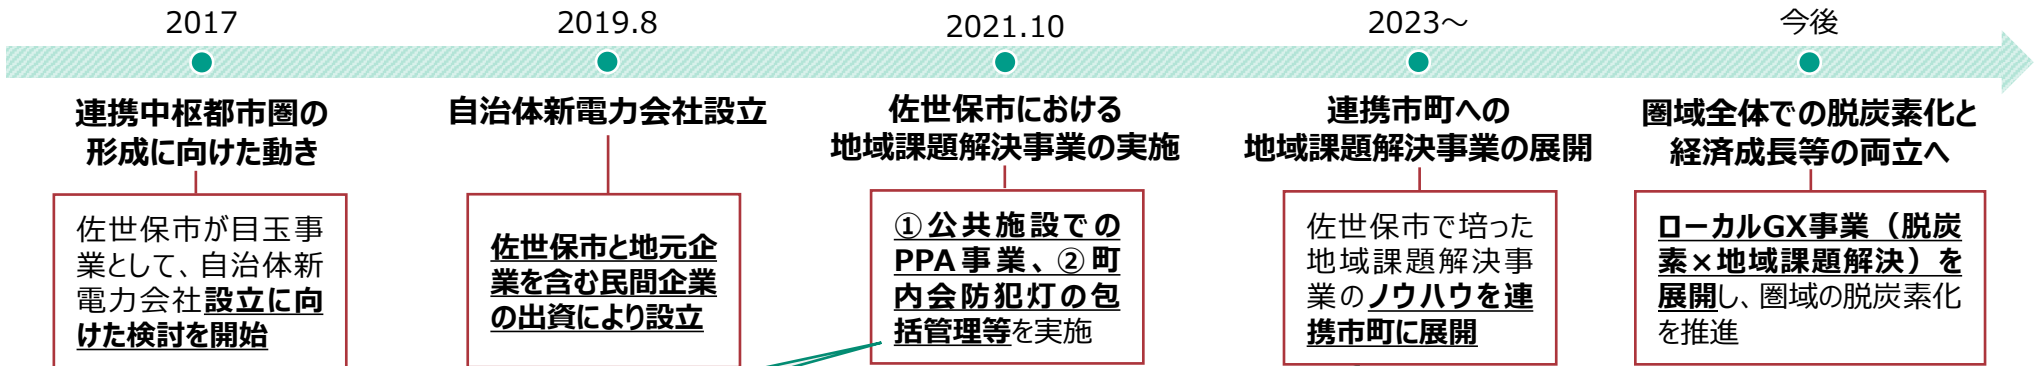 2017
連携中枢都市圏の
形成に向けた動き
佐世保市が目玉事
業として、自治体新
電力会社設立に向
けた検討を開始
2019.8
自治体新電力会社設立
佐世保市と地元企
業を含む民間企業
の出資により設立
2021.10
佐世保市における
地域課題解決事業の実施
①公共施設での
PPA事業、②町
内会防犯灯の包
括管理等を実施
2023～
連携市町への
地域課題解決事業の展開
佐世保市で培った
地域課題解決事
業のノウハウを連
携市町に展開
今後
圏域全体での脱炭素化と
経済成長等の両立へ
ローカルGX事業（脱炭
素×地域課題解決）を
展開し、圏域の脱炭素化
を推進